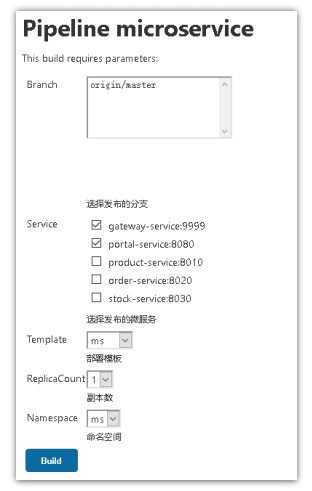 Pipeline microservice
This build requires parameters:
Branch
origin/master
选择发布的分支
Service
gateway-service:9999
portal-service:8080
product-service:8010
order-service:8020
stock-service:8030
选择发布的微服务
Template
ms
部署模板
ReplicaCount
1
副本数
Namespace
ms
命名空间
Build